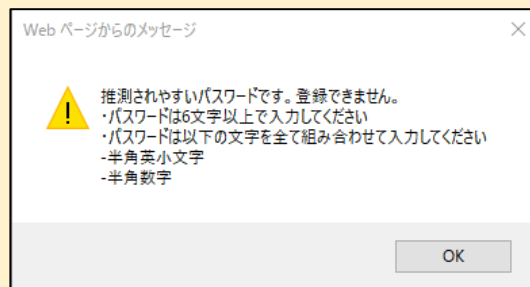 Web ページからのメッセージ
推測されやすいパスワードです。登録できません。
・パスワードは6文字以上で入力してください
・パスワードは以下の文字を全て組み合わせて入力してください
-半角英小文字
-半角数字
OK